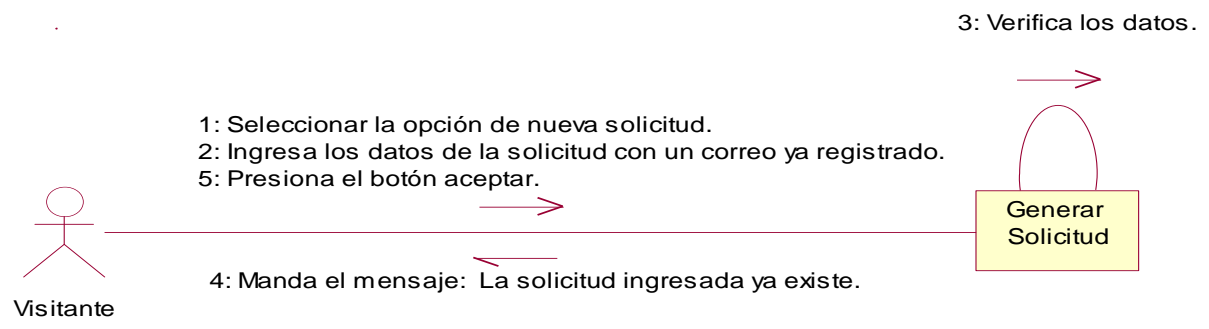 3: Verifica los datos.
1: Seleccionar la opción de nueva solicitud.
2: Ingresa los datos de la solicitud con un correo ya registrado.
5: Presiona el botón aceptar.
Generar
Solicitud
4: Manda el mensaje: La solicitud ingresada ya existe.
Visitante